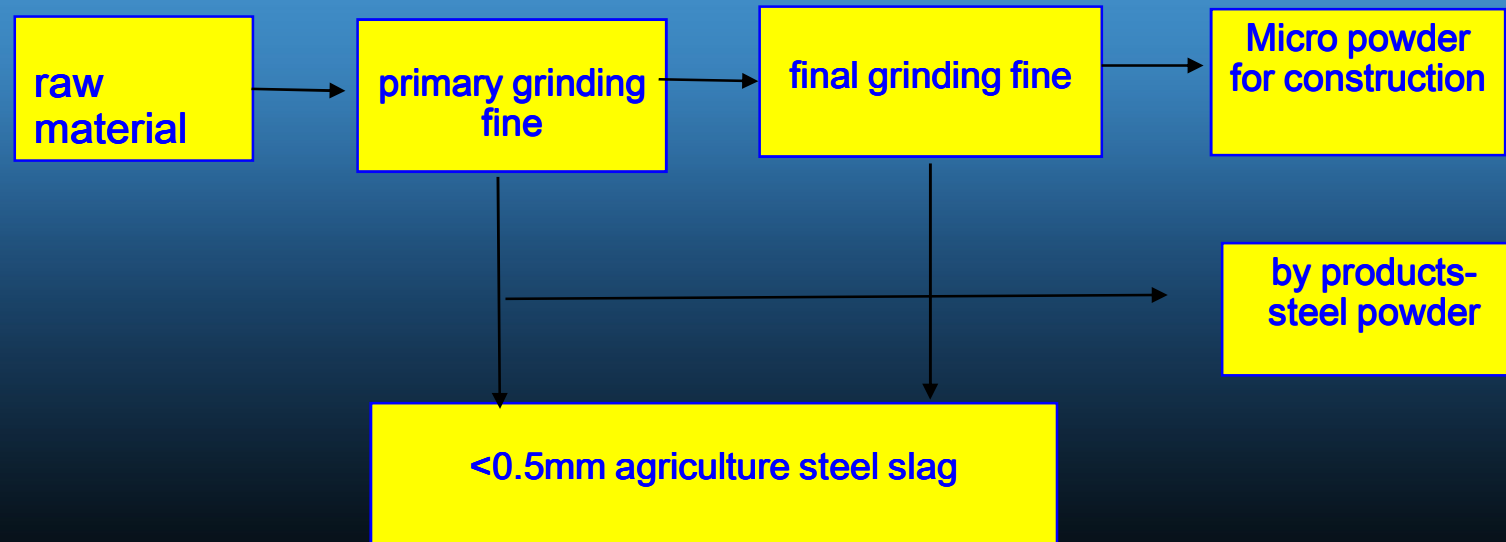 raw
material
primary grinding
fine
final grinding fine
Micro powder
for construction
by products-
steel powder
<0.5mm agriculture steel slag